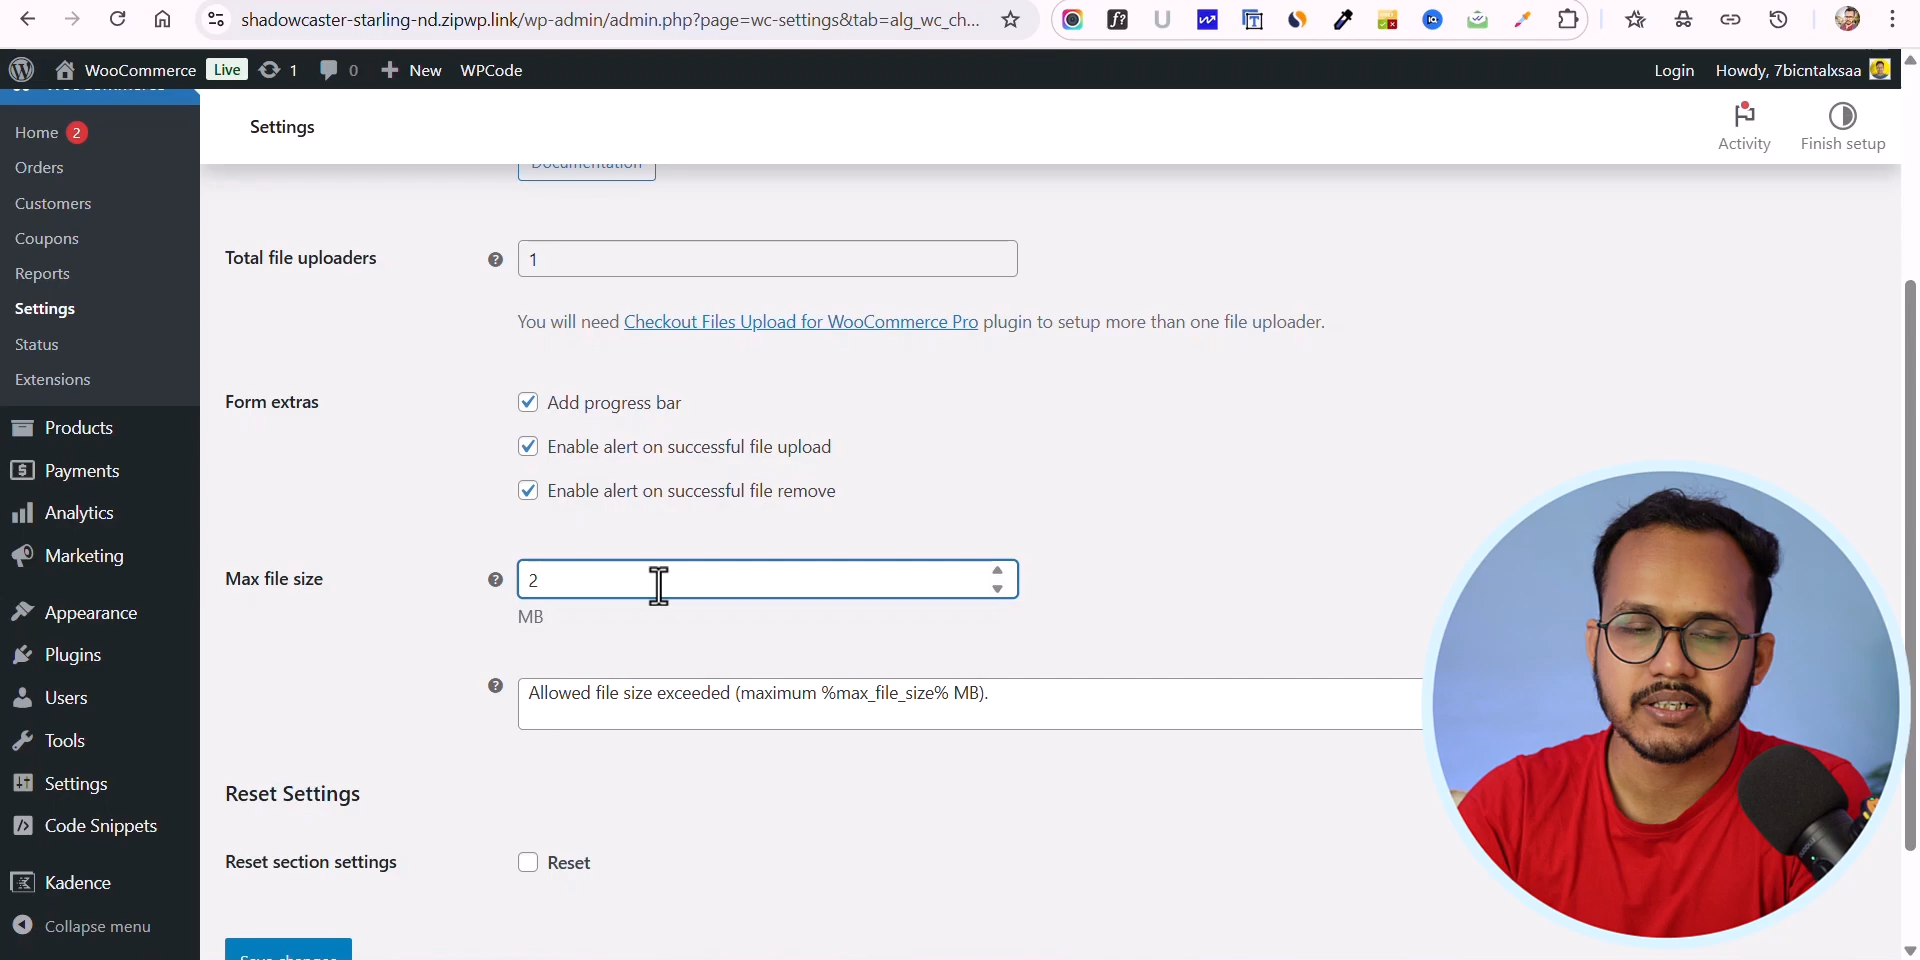 shadowcaster-starling-nd.zipwp.link/wp-admin/admin.php?page=wc-settings&tab=alg_wc_ch...
WooCommerce Live 1 0 New WPCode
Login Howdy, 7bicntalxsaa
Home 2
Orders
Customers
Coupons
Reports
Settings
Status
Extensions
Products
Payments
Analytics
Marketing
Appearance
Plugins
Users
Tools
Settings
Code Snippets
Kadence
Collapse menu
Settings
Activity
Finish setup
Documentation
Total file uploaders
1
You will need Checkout Files Upload for WooCommerce Pro plugin to setup more than one file uploader.
Form extras
Add progress bar
Enable alert on successful file upload
Enable alert on successful file remove
Max file size
2
MB
Allowed file size exceeded (maximum %max_file_size% MB).
Reset Settings
Reset section settings
Reset
Save changes